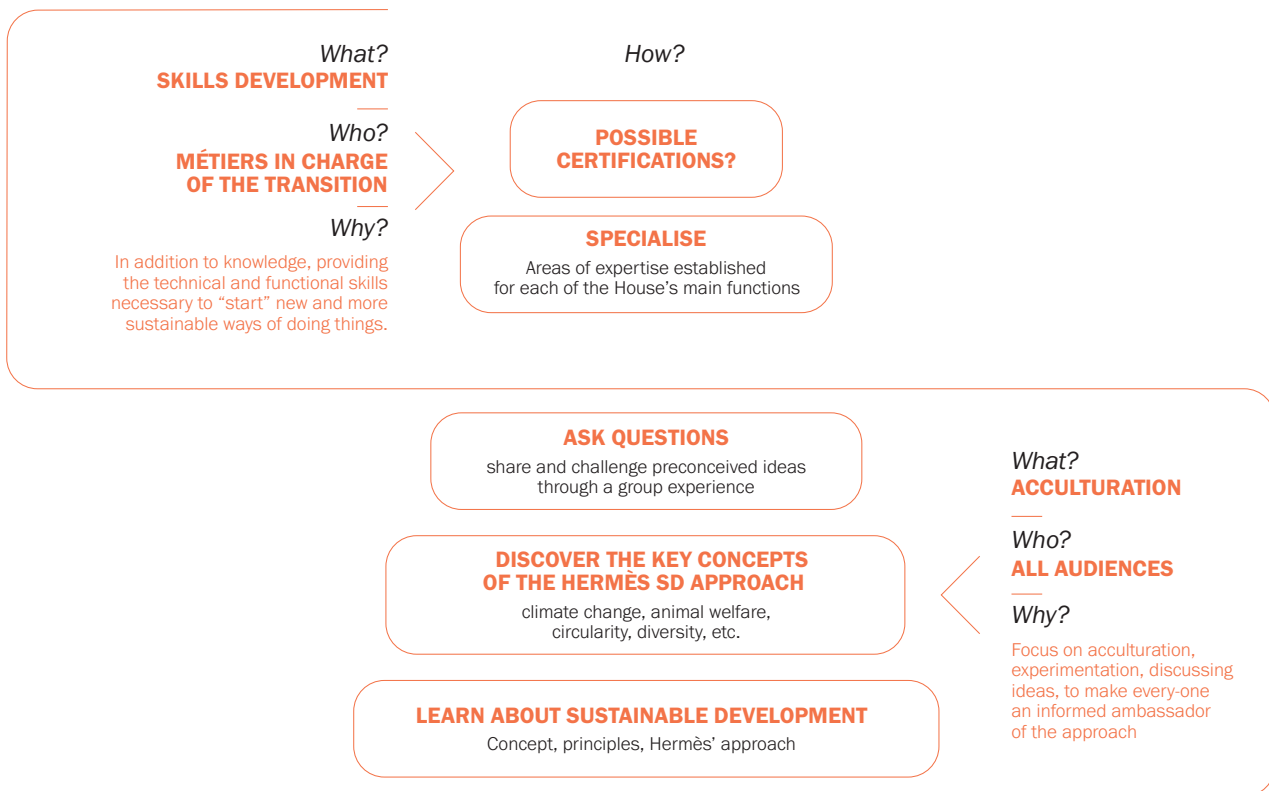 What?
SKILLS DEVELOPMENT
Who?
MÉTIERS IN CHARGE
OF THE TRANSITION
Why?
In addition to knowledge, providing
the technical and functional skills
necessary to “start” new and more
sustainable ways of doing things.
How?
POSSIBLE
CERTIFICATIONS?
SPECIALISE
Areas of expertise established
for each of the House’s main functions
ASK QUESTIONS
share and challenge preconceived ideas
through a group experience
DISCOVER THE KEY CONCEPTS
OF THE HERMÈS SD APPROACH
climate change, animal welfare,
circularity, diversity, etc.
LEARN ABOUT SUSTAINABLE DEVELOPMENT
Concept, principles, Hermès’ approach
What?
ACCULTURATION
Who?
ALL AUDIENCES
Why?
Focus on acculturation,
experimentation, discussing
ideas, to make every-one
an informed ambassador
of the approach